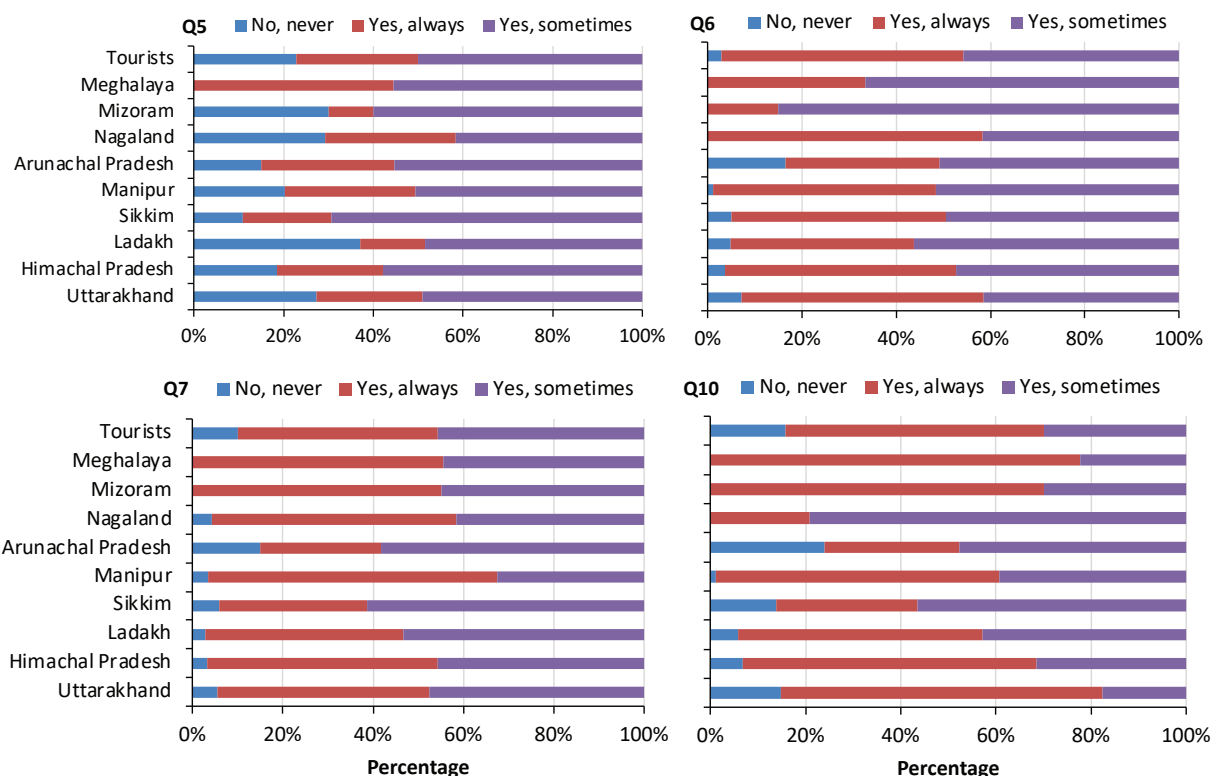 Q5 No, never Yes, always Yes, sometimes
Tourists
Meghalaya
Mizoram
Nagaland
Arunachal Pradesh
Manipur
Sikkim
Ladakh
Himachal Pradesh
Uttarakhand
0% 20% 40% 60% 80% 100%
Q6 No, never Yes, always Yes, sometimes
0% 20% 40% 60% 80% 100%
Q7 No, never Yes, always Yes, sometimes
Tourists
Meghalaya
Mizoram
Nagaland
Arunachal Pradesh
Manipur
Sikkim
Ladakh
Himachal Pradesh
Uttarakhand
0% 20% 40% 60% 80% 100%
Percentage
Q10 No, never Yes, always Yes, sometimes
0% 20% 40% 60% 80% 100%
Percentage